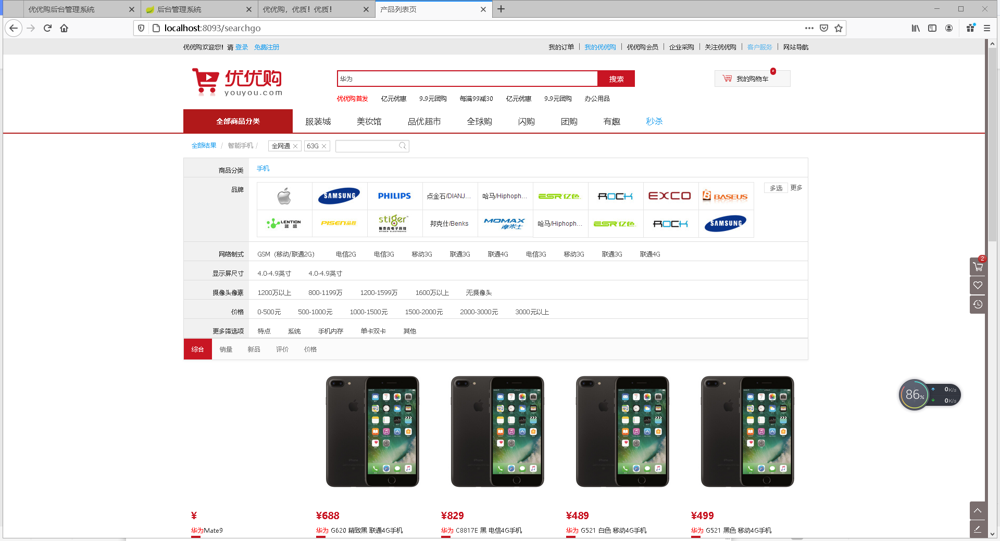 优优购后台管理系统
后台管理系统
优优购，优质！优质！
产品列表页
localhost:8093/searchgo
优优购欢迎您！请 登录 免费注册
我的订单 我的优优购 优优购会员 企业采购 关注优优购 客户服务 网站导航
优优购
youyou.com
华为
搜索
我的购物车
0
优优购首发 亿元优惠 9.9元团购 每满99减30 亿元优惠 9.9元团购 办公用品
全部商品分类 服装城 美妆馆 品优超市 全球购 闪购 团购 有趣 秒杀
全部结果 / 智能手机 / 全网通 63G
商品分类 手机
品牌 SAMSUNG PHILIPS 点金石/DIANJ... 哈马/Hiphoph... ESR亿色 ROCK EXCO BASEUS 多选 更多
LENTION 蓝盛 PISEN品胜 stiger 斯泰克电子科技 STIGER ELECTRONIC 邦克仕/Benks MOMAX 摩米士 哈马/Hiphoph... ESR亿色 ROCK SAMSUNG
网络制式 GSM（移动/联通2G） 电信2G 电信3G 移动3G 联通3G 联通4G 电信3G 移动3G 联通3G 联通4G
显示屏尺寸 4.0-4.9英寸 4.0-4.9英寸
摄像头像素 1200万以上 800-1199万 1200-1599万 1600万以上 无摄像头
价格 0-500元 500-1000元 1000-1500元 1500-2000元 2000-3000元 3000元以上
更多筛选项 特点 系统 手机内存 单卡双卡 其他
综合 销量 新品 评价 价格
2
86% 0K/s
0K/s
¥ ¥688 ¥829 ¥489 ¥499
华为Mate9 华为 G620 精致黑 联通4G手机 华为 C8817E 黑 电信4G手机 华为 G521 白色 移动4G手机 华为 G521 黑色 移动4G手机